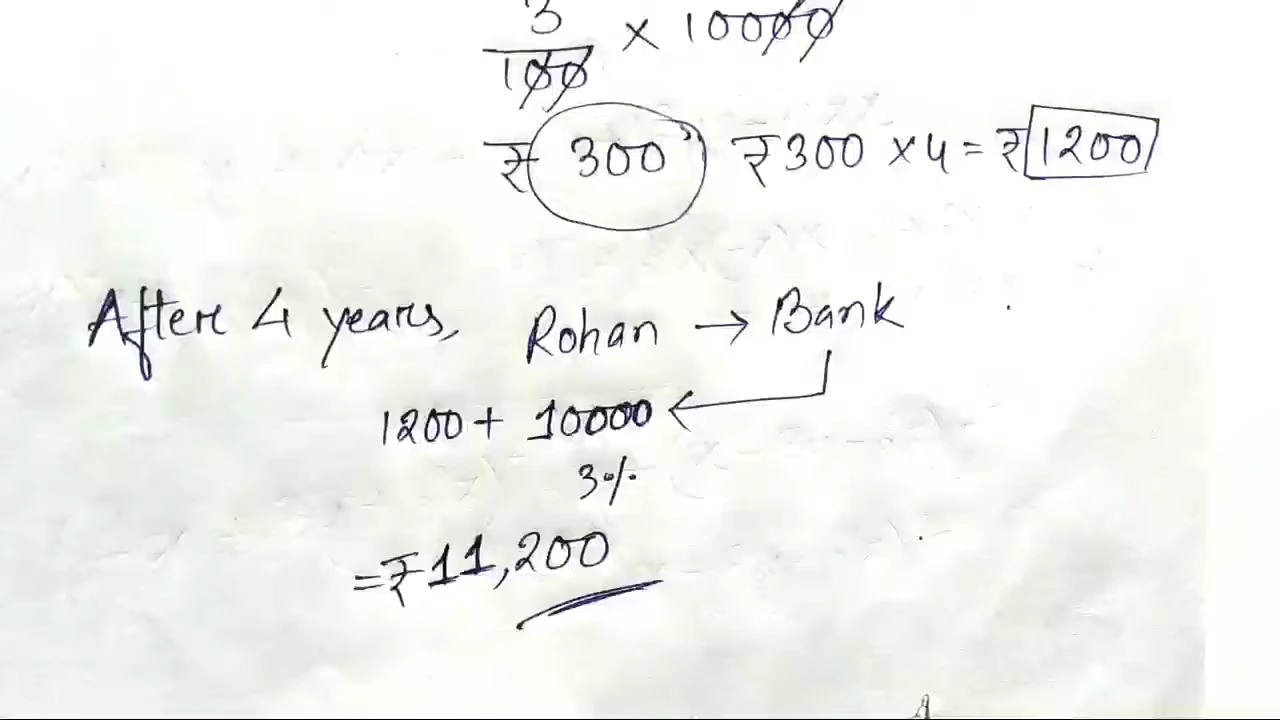 3/100 × 10000
₹ 300 ₹300 × 4 = ₹1200
After 4 years, Rohan → Bank
1200 + 10000
3%
= ₹11,200